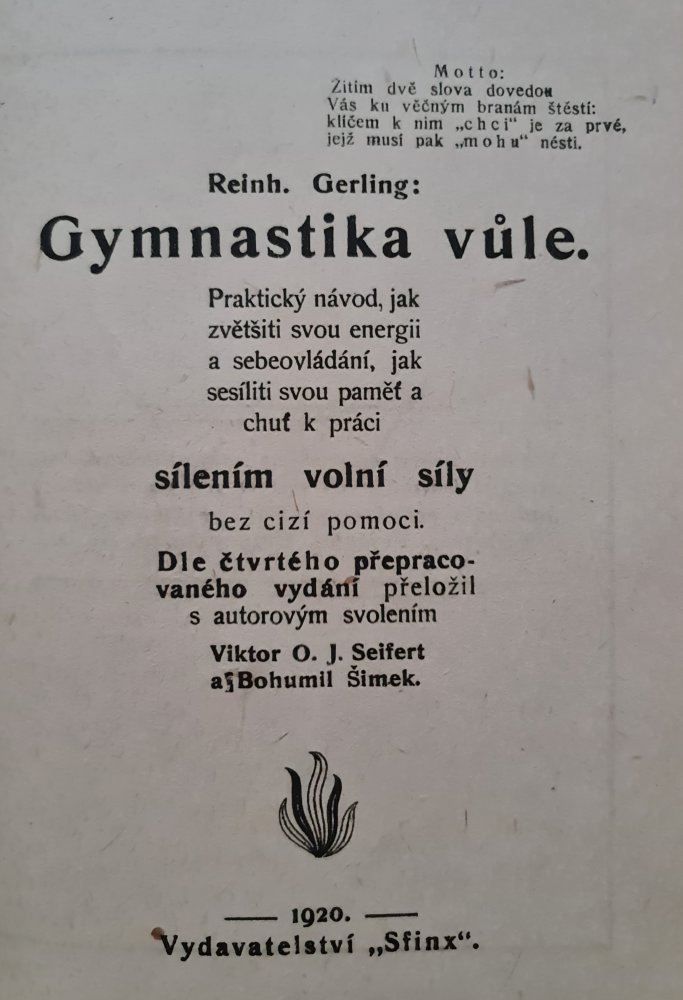 Motto:
Žitím dvě slova dovedou
Vás ku věčným branám štěstí:
klíčem k nim „chci“ je za prvé,
jejž musí pak „mohu“ nésti.
Reinh. Gerling:
Gymnastika vůle.
Praktický návod, jak
zvětšiti svou energii
a sebeovládání, jak
sesíliti svou paměť a
chuť k práci
sílením volní síly
bez cizí pomoci.
Dle čtvrtého přepraco-
vaného vydání přeložil
s autorovým svolením
Viktor O. J. Seifert
a Bohumil Šimek.
1920.
Vydavatelství „Sfinx“.